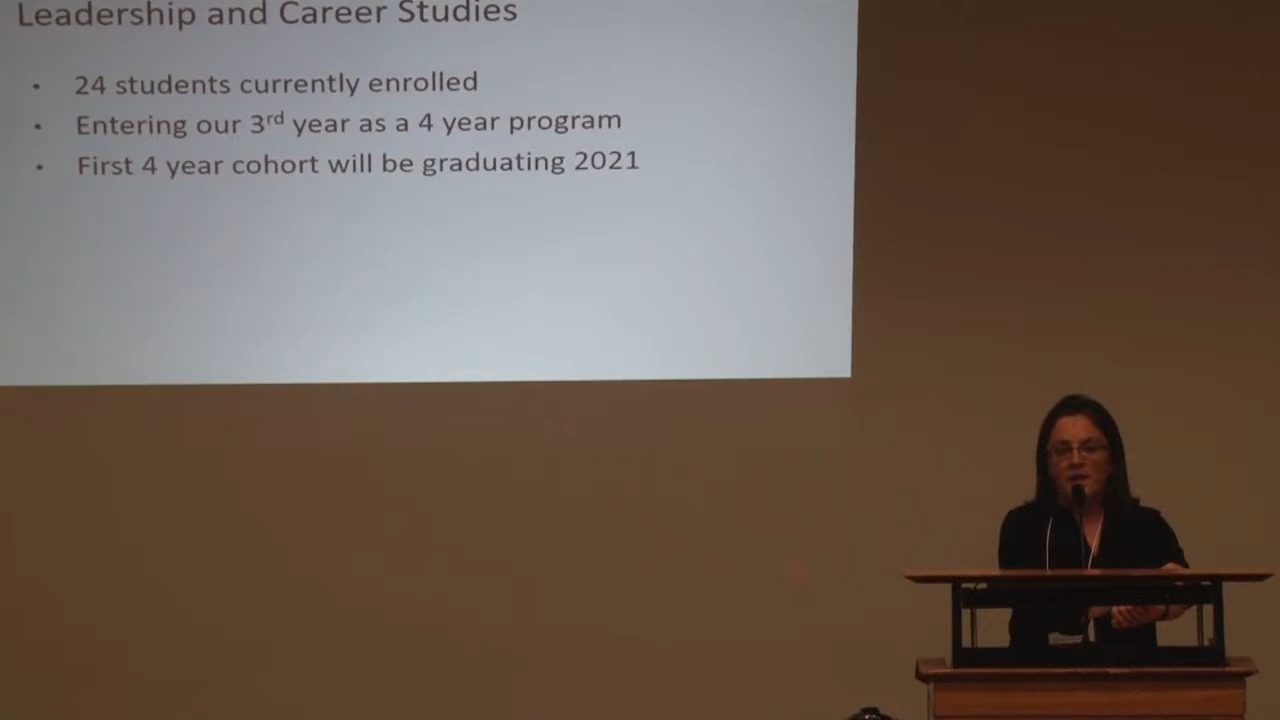 Leadership and Career Studies
• 24 students currently enrolled
• Entering our 3rd year as a 4 year program
• First 4 year cohort will be graduating 2021